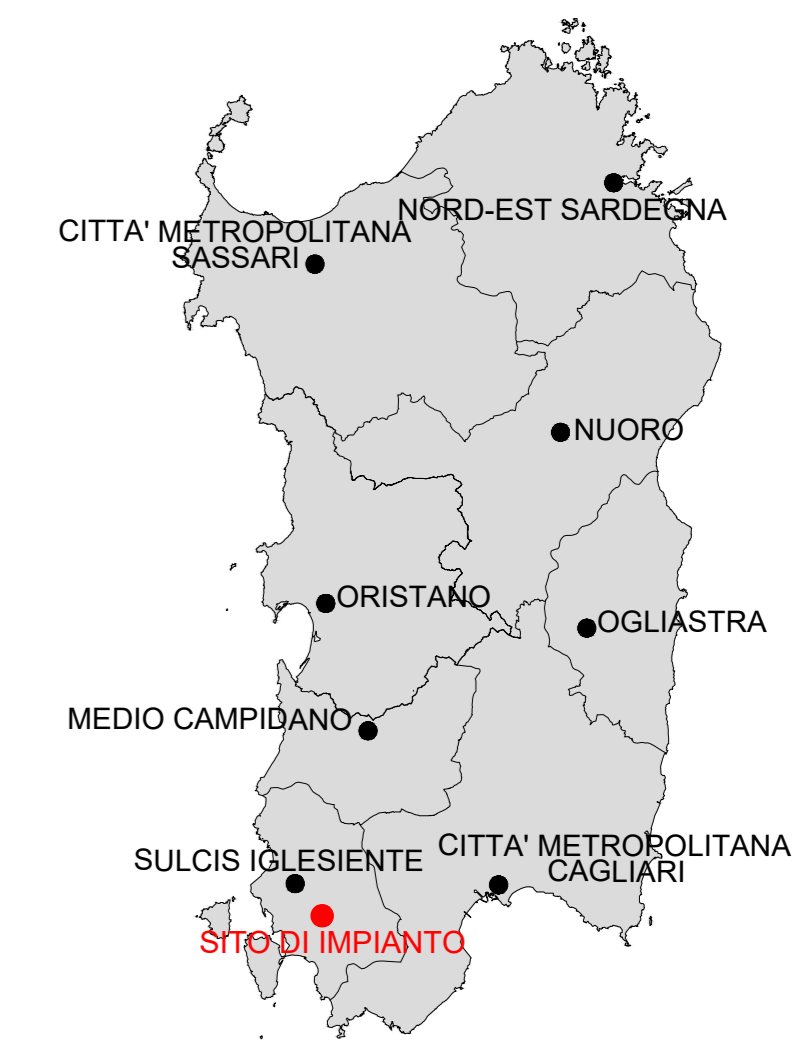 NORD-EST SARDEGNA
CITTA' METROPOLITANA
SASSARI
NUORO
ORISTANO
OGLIASTRA
MEDIO CAMPIDANO
CITTA' METROPOLITANA
CAGLIARI
SULCIS IGLESIENTE
SITO DI IMPIANTO